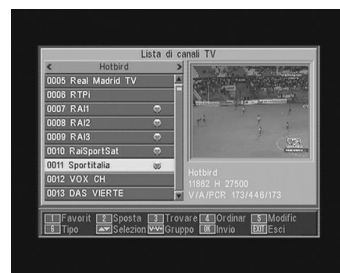 Lista di canali TV
< Hotbird >
0005 Real Madrid TV
0006 RTPi
0007 RAI1
0008 RAI2
0009 RAI3
0010 RaiSportSat
0011 Sportitalia
0012 VOX CH
0013 DAS VIERTE
Hotbird
11862 H 27500
V/A/PCR 173/446/173
1 Favorit 2 Sposta 3 Trovare 4 Ordinar 5 Modific
6 Tipo Selezion V-/V+ Gruppo OK Invio EXIT Esci